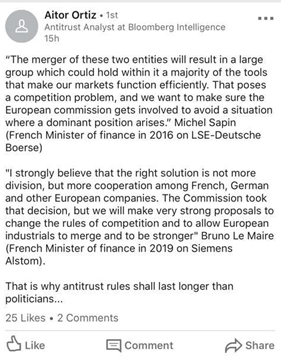 Aitor Ortiz • 1st
Antitrust Analyst at Bloomberg Intelligence
15h
“The merger of these two entities will result in a large
group which could hold within it a majority of the tools
that make our markets function efficiently. That poses
a competition problem, and we want to make sure the
European commission gets involved to avoid a situation
where a dominant position arises.” Michel Sapin
(French Minister of finance in 2016 on LSE-Deutsche
Boerse)
"I strongly believe that the right solution is not more
division, but more cooperation among French, German
and other European companies. The Commission took
that decision, but we will make very strong proposals to
change the rules of competition and to allow European
industrials to merge and to be stronger" Bruno Le Maire
(French Minister of finance in 2019 on Siemens
Alstom).
That is why antitrust rules shall last longer than
politicians...
25 Likes • 2 Comments
Like Comment Share